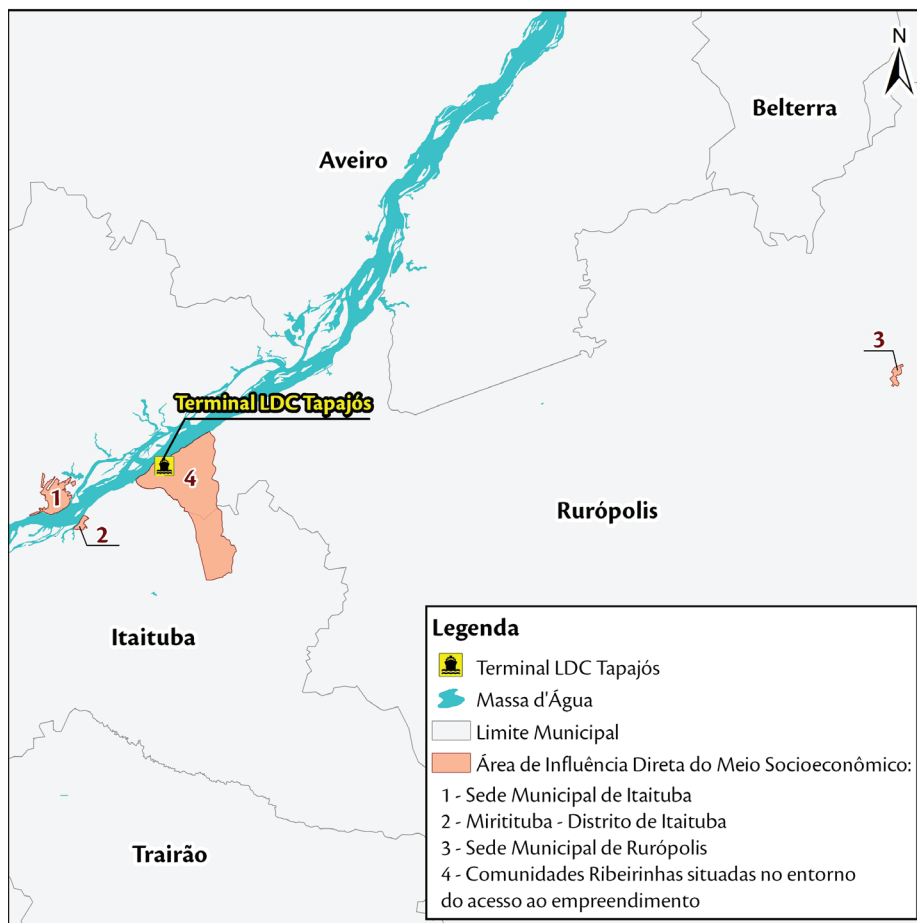 N
Belterra
Aveiro
3
Terminal LDC Tapajós
4
1
2
Rurópolis
Itaituba
Trairão
Legenda
Terminal LDC Tapajós
Massa d'Água
Limite Municipal
Área de Influência Direta do Meio Socioeconômico:
1 - Sede Municipal de Itaituba
2 - Miritituba - Distrito de Itaituba
3 - Sede Municipal de Rurópolis
4 - Comunidades Ribeirinhas situadas no entorno
do acesso ao empreendimento